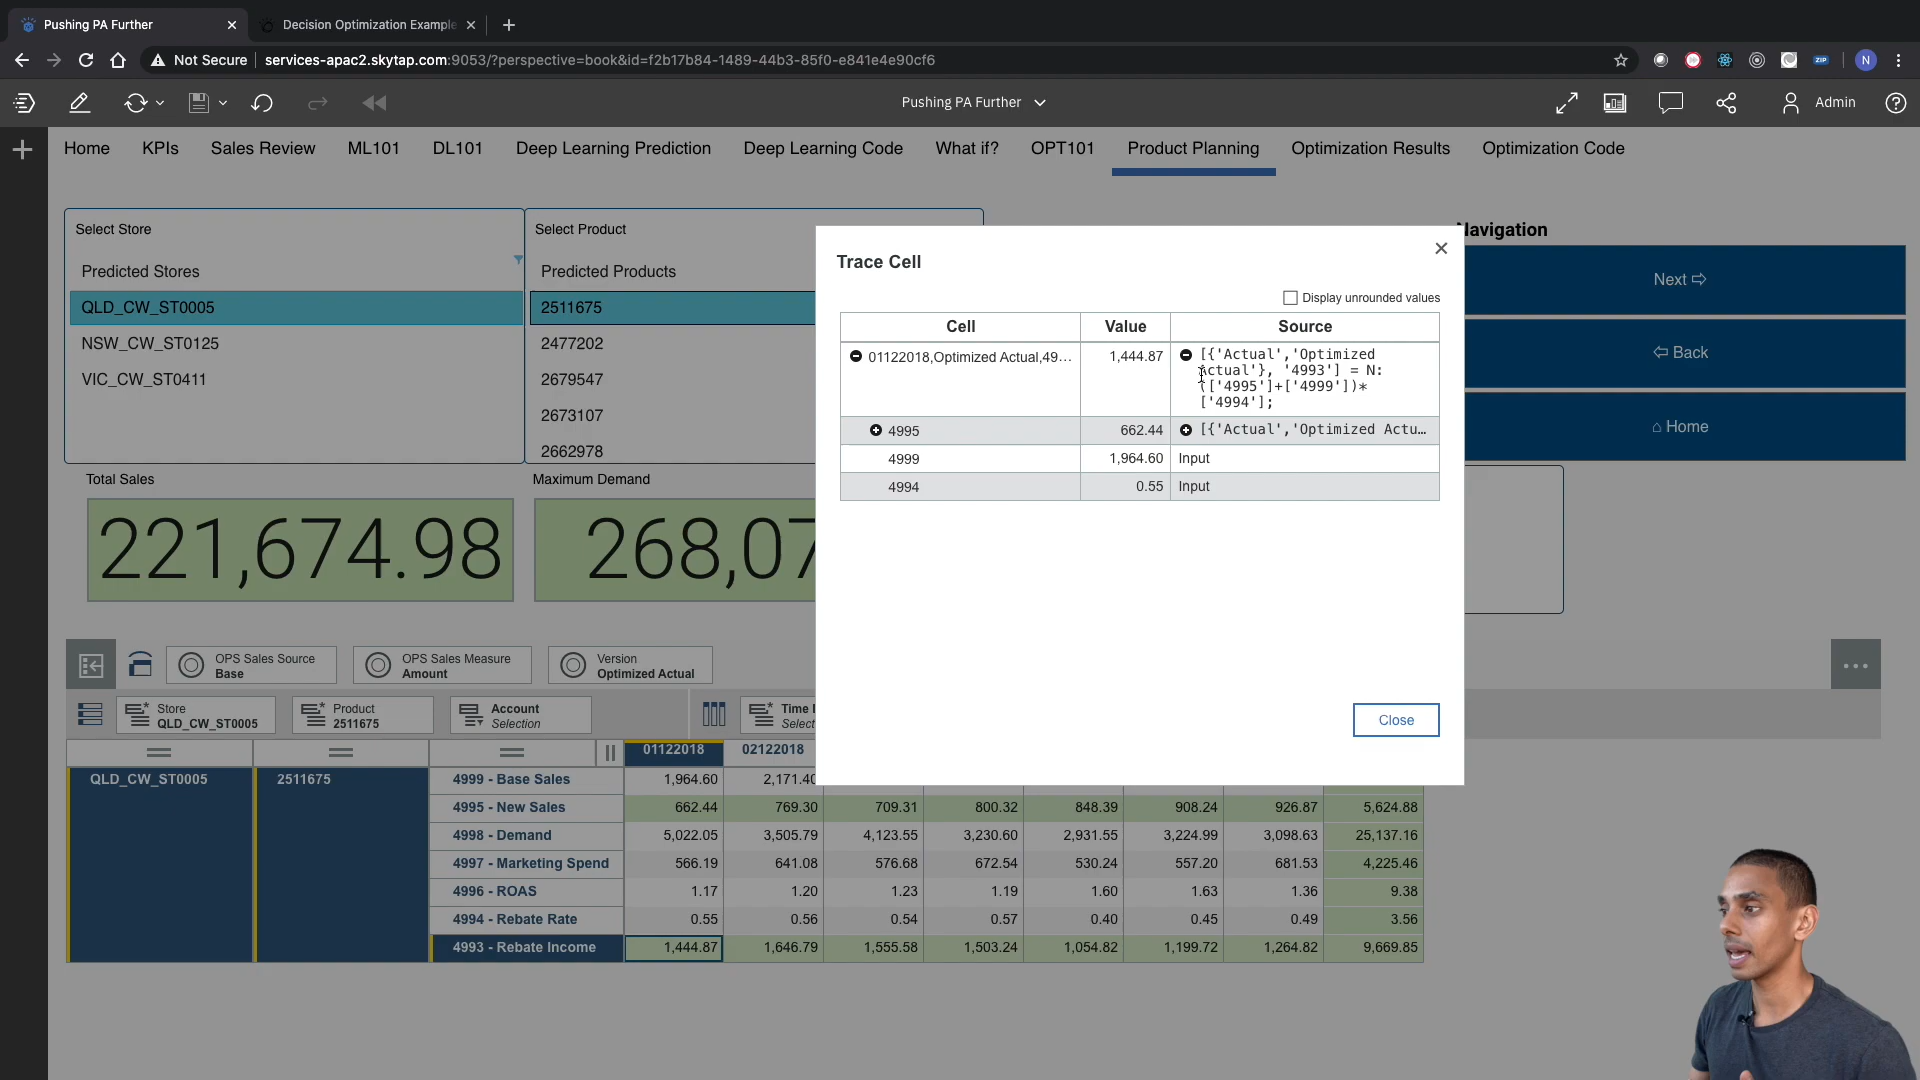 Pushing PA Further
Decision Optimization Example
Not Secure
services-apac2.skytap.com:9053/?perspective=book&id=f2b17b84-1489-44b3-85f0-e841e4e90cf6
ZIP
N
Pushing PA Further
Admin
Home KPIs Sales Review ML101 DL101 Deep Learning Prediction Deep Learning Code What if? OPT101 Product Planning Optimization Results Optimization Code
Select Store
Predicted Stores
QLD_CW_ST0005
NSW_CW_ST0125
VIC_CW_ST0411
Select Product
Predicted Products
2511675
2477202
2679547
2673107
2662978
Navigation
Next ⇨
⇦ Back
⌂ Home
Trace Cell
Display unrounded values
Cell Value Source
01122018,Optimized Actual,49... 1,444.87 [{'Actual','Optimized
Actual'}, '4993'] = N:
(['4995']+['4999'])*
['4994'];
4995 662.44 [{'Actual','Optimized Actu...
4999 1,964.60 Input
4994 0.55 Input
Close
Total Sales
221,674.98
Maximum Demand
268,07
OPS Sales Source
Base
OPS Sales Measure
Amount
Version
Optimized Actual
Store
QLD_CW_ST0005
Product
2511675
Account
Selection
Time
Select
01122018 02122018
QLD_CW_ST0005 2511675 4999 - Base Sales 1,964.60 2,171.40
4995 - New Sales 662.44 769.30 709.31 800.32 848.39 908.24 926.87 5,624.88
4998 - Demand 5,022.05 3,505.79 4,123.55 3,230.60 2,931.55 3,224.99 3,098.63 25,137.16
4997 - Marketing Spend 566.19 641.08 576.68 672.54 530.24 557.20 681.53 4,225.46
4996 - ROAS 1.17 1.20 1.23 1.19 1.60 1.63 1.36 9.38
4994 - Rebate Rate 0.55 0.56 0.54 0.57 0.40 0.45 0.49 3.56
4993 - Rebate Income 1,444.87 1,646.79 1,555.58 1,503.24 1,054.82 1,199.72 1,264.82 9,669.85